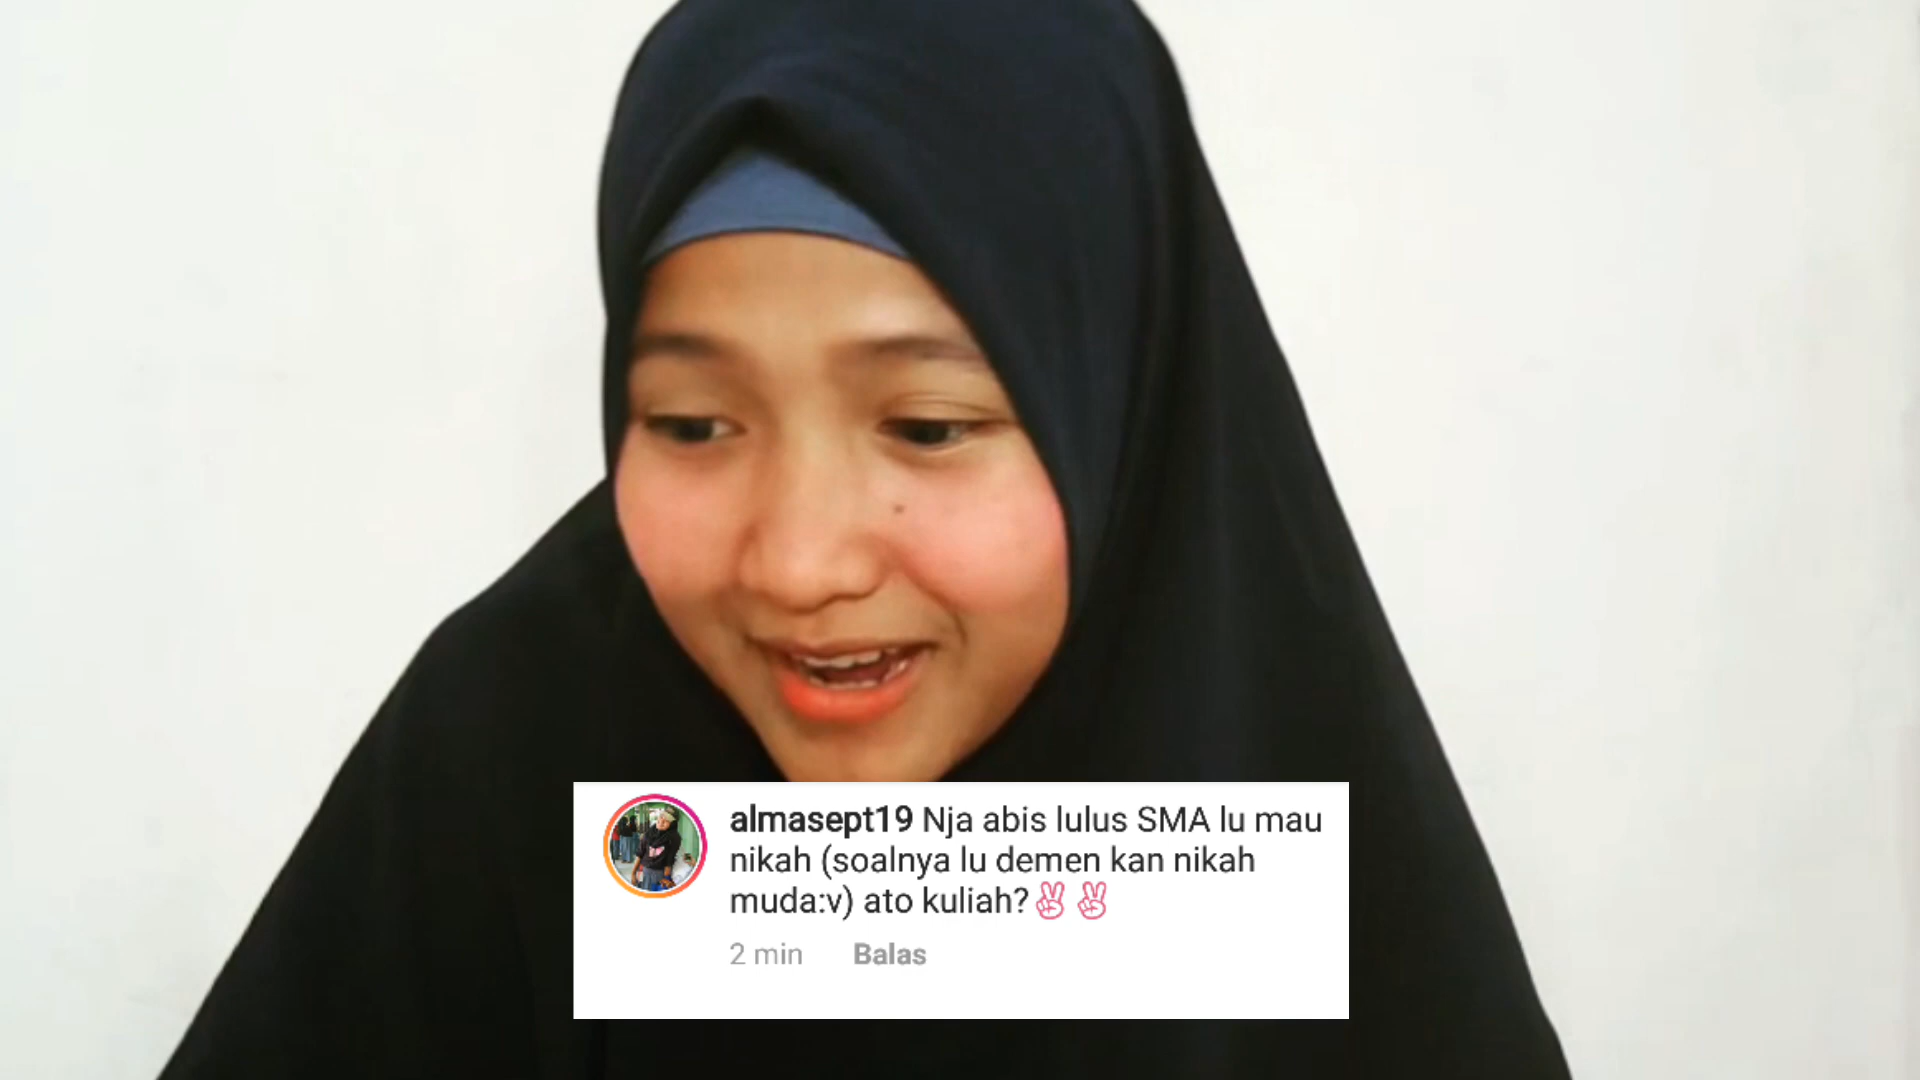 almasept19 Nja abis lulus SMA lu mau
nikah (soalnya lu demen kan nikah
muda:v) ato kuliah?✌✌
2 min Balas